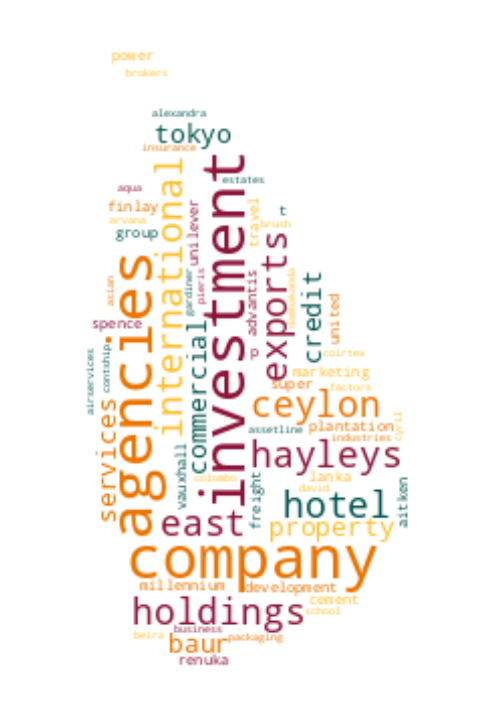 power
brokers
alexandra
tokyo
insurance
investment
international
estates
aqua
finlay
arvana
group
unilever
travel
t
brush
exports
agencies
asian
gardiner
pieris
advantis
credit
united
spence
commercial
p
cointex
airservices
contship
marketing
super
factors
ceylon
services
assetline
plantation
industries
cyril
hayleys
vauxhall
colombo
lanka
david
freight
hotel
aitken
east
property
company
millennium
development
cement
holdings
school
business
beira
baur
packaging
renuka